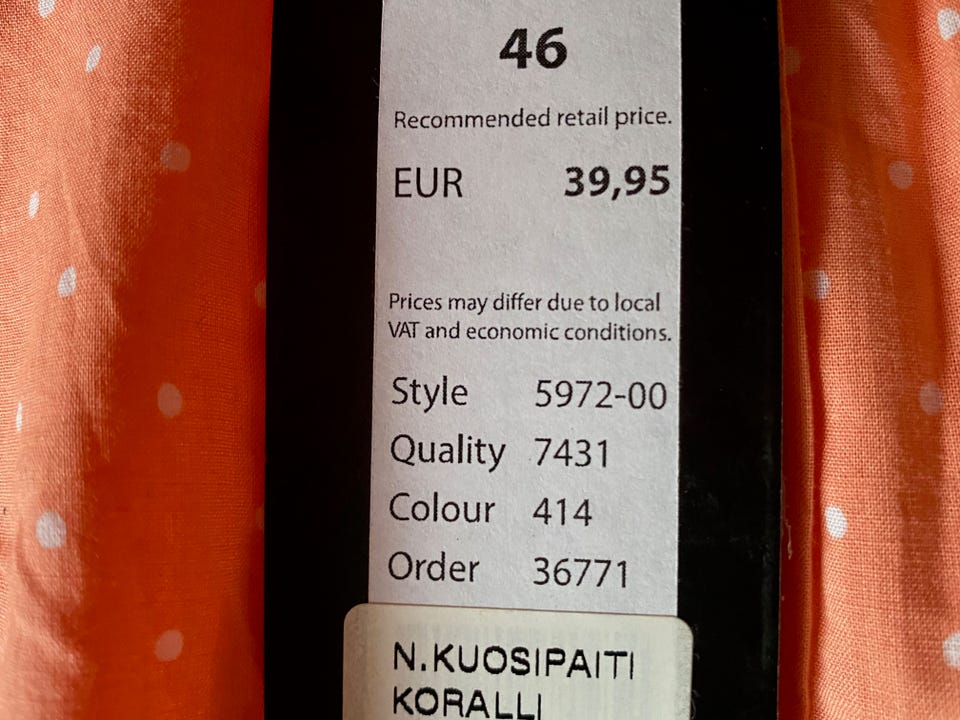 46
Recommended retail price.
EUR 39,95
Prices may differ due to local
VAT and economic conditions.
Style 5972-00
Quality 7431
Colour 414
Order 36771
N.KUOSIPAITI
KORALLI